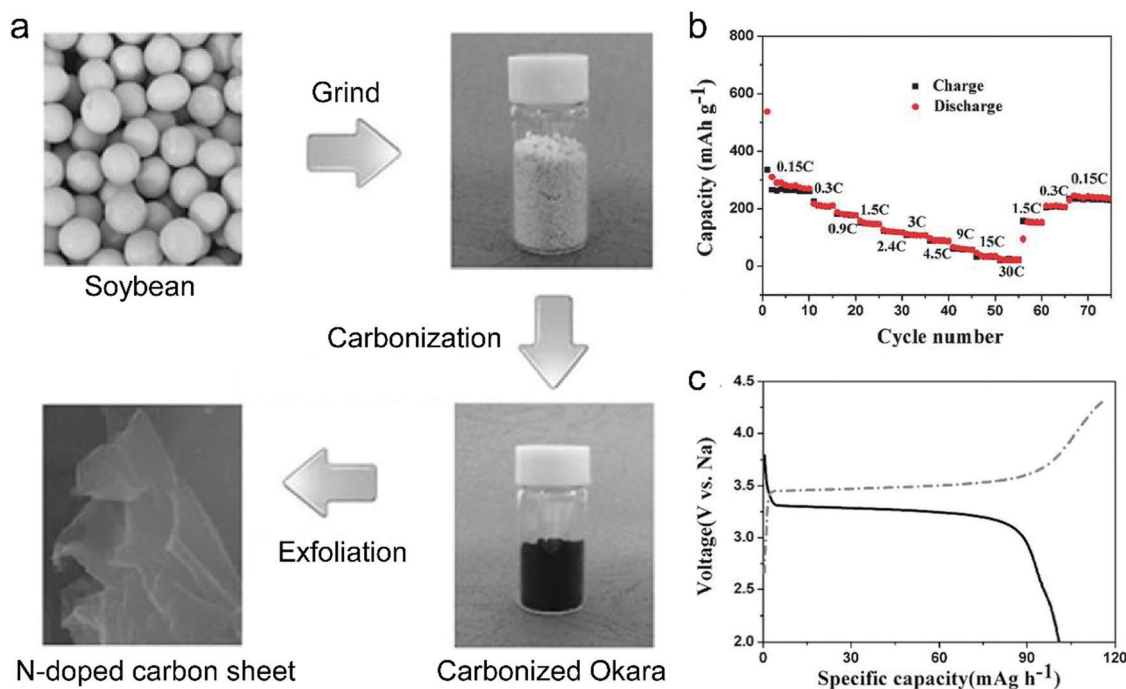 a
Grind
Soybean
Carbonization
Exfoliation
N-doped carbon sheet
Carbonized Okara
b
800
600
400
200
0
Capacity (mAh g⁻¹)
Charge
Discharge
0.15C
0.3C
0.9C
1.5C
2.4C
3C
4.5C
9C
15C
30C
1.5C
0.3C
0.15C
0 10 20 30 40 50 60 70
Cycle number
c
4.5
4.0
3.5
3.0
2.5
2.0
Voltage(V vs. Na)
0 30 60 90 120
Specific capacity(mAg h⁻¹)